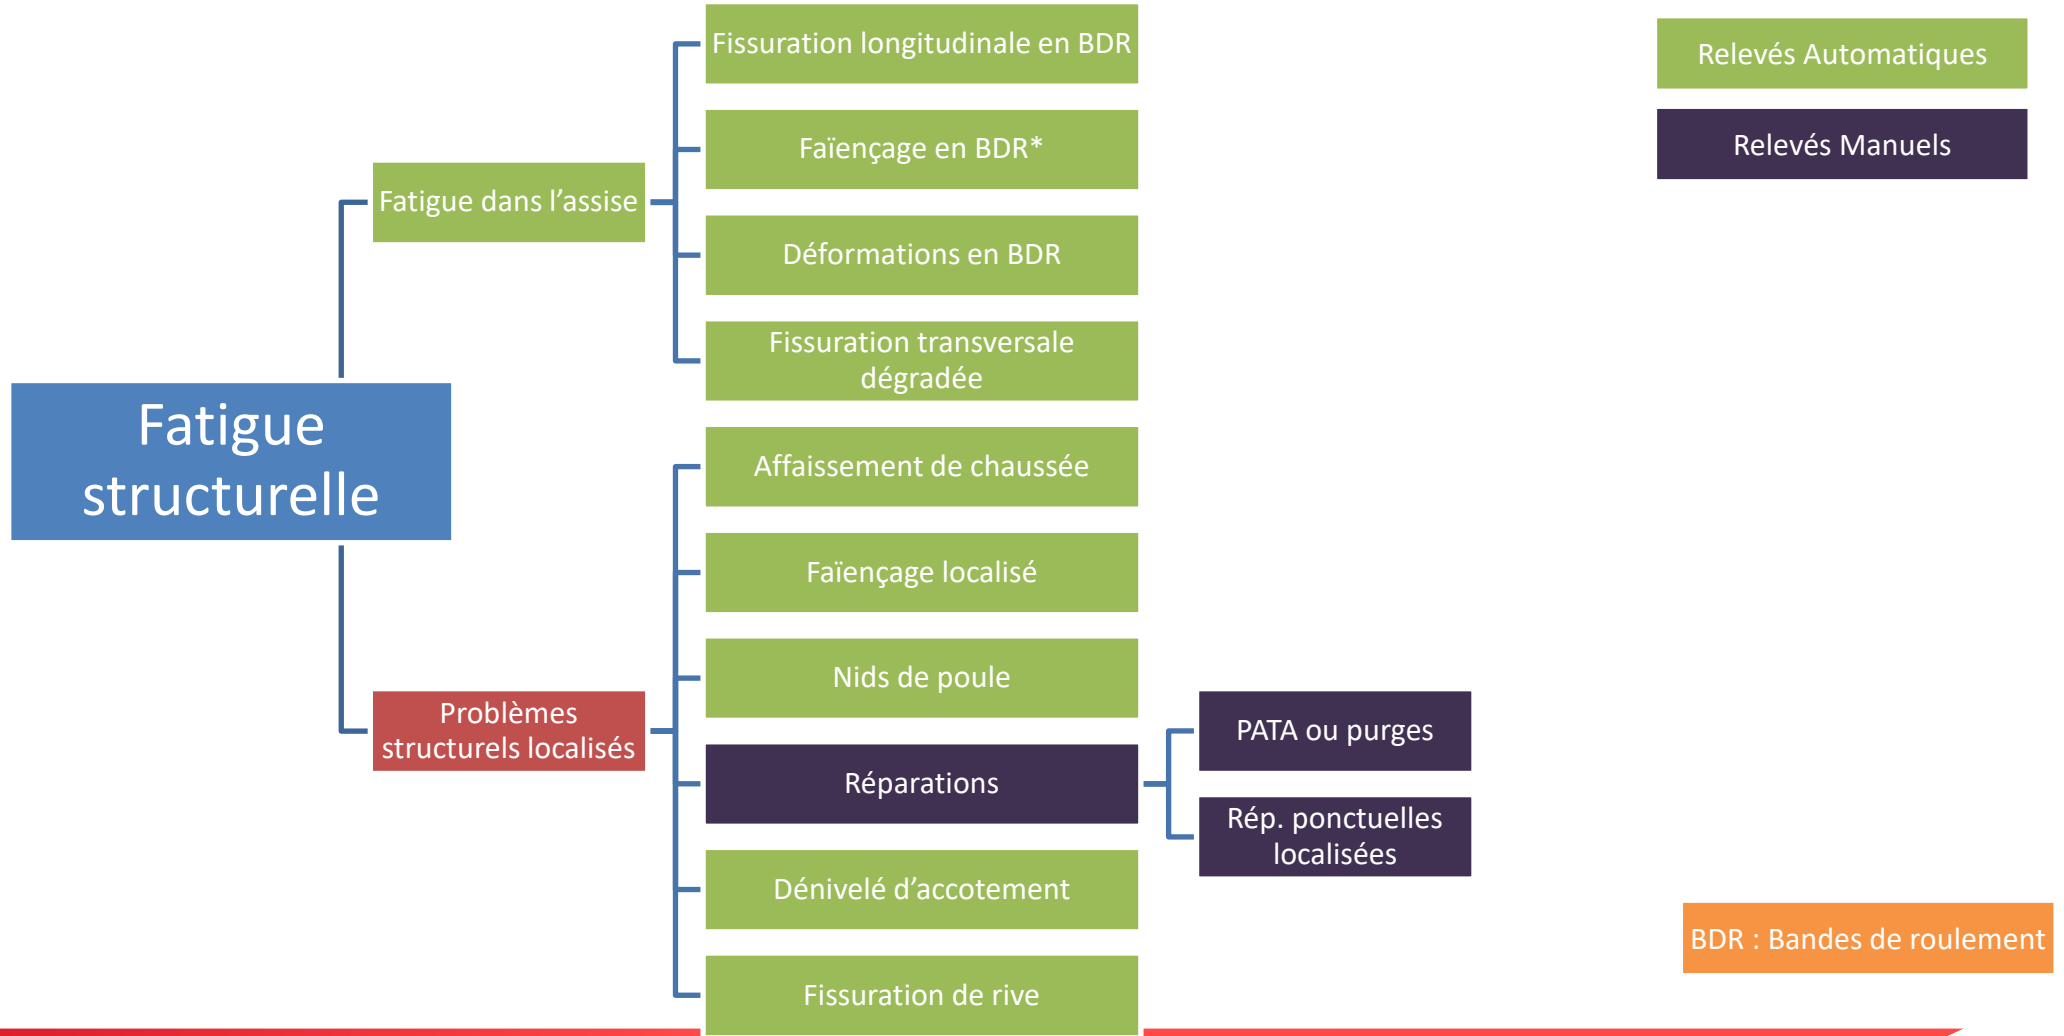 Fatigue
structurelle
Fatigue dans l’assise
Fissuration longitudinale en BDR
Faïençage en BDR*
Déformations en BDR
Fissuration transversale
dégradée
Problèmes
structurels localisés
Affaissement de chaussée
Faïençage localisé
Nids de poule
Réparations
PATA ou purges
Rép. ponctuelles
localisées
Dénivelé d’accotement
Fissuration de rive
Relevés Automatiques
Relevés Manuels
BDR : Bandes de roulement